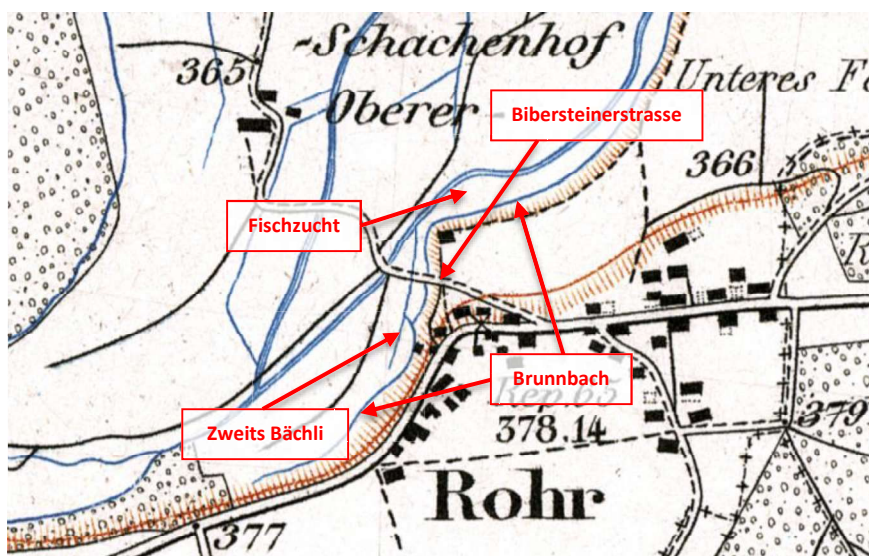 -Schachenhof
365
Oberer
Bibersteinerstrasse
Unteres
366
Fischzucht
Brunnbach
Rep. 65
Zweits Bächli
378.14
379
Rohr
377